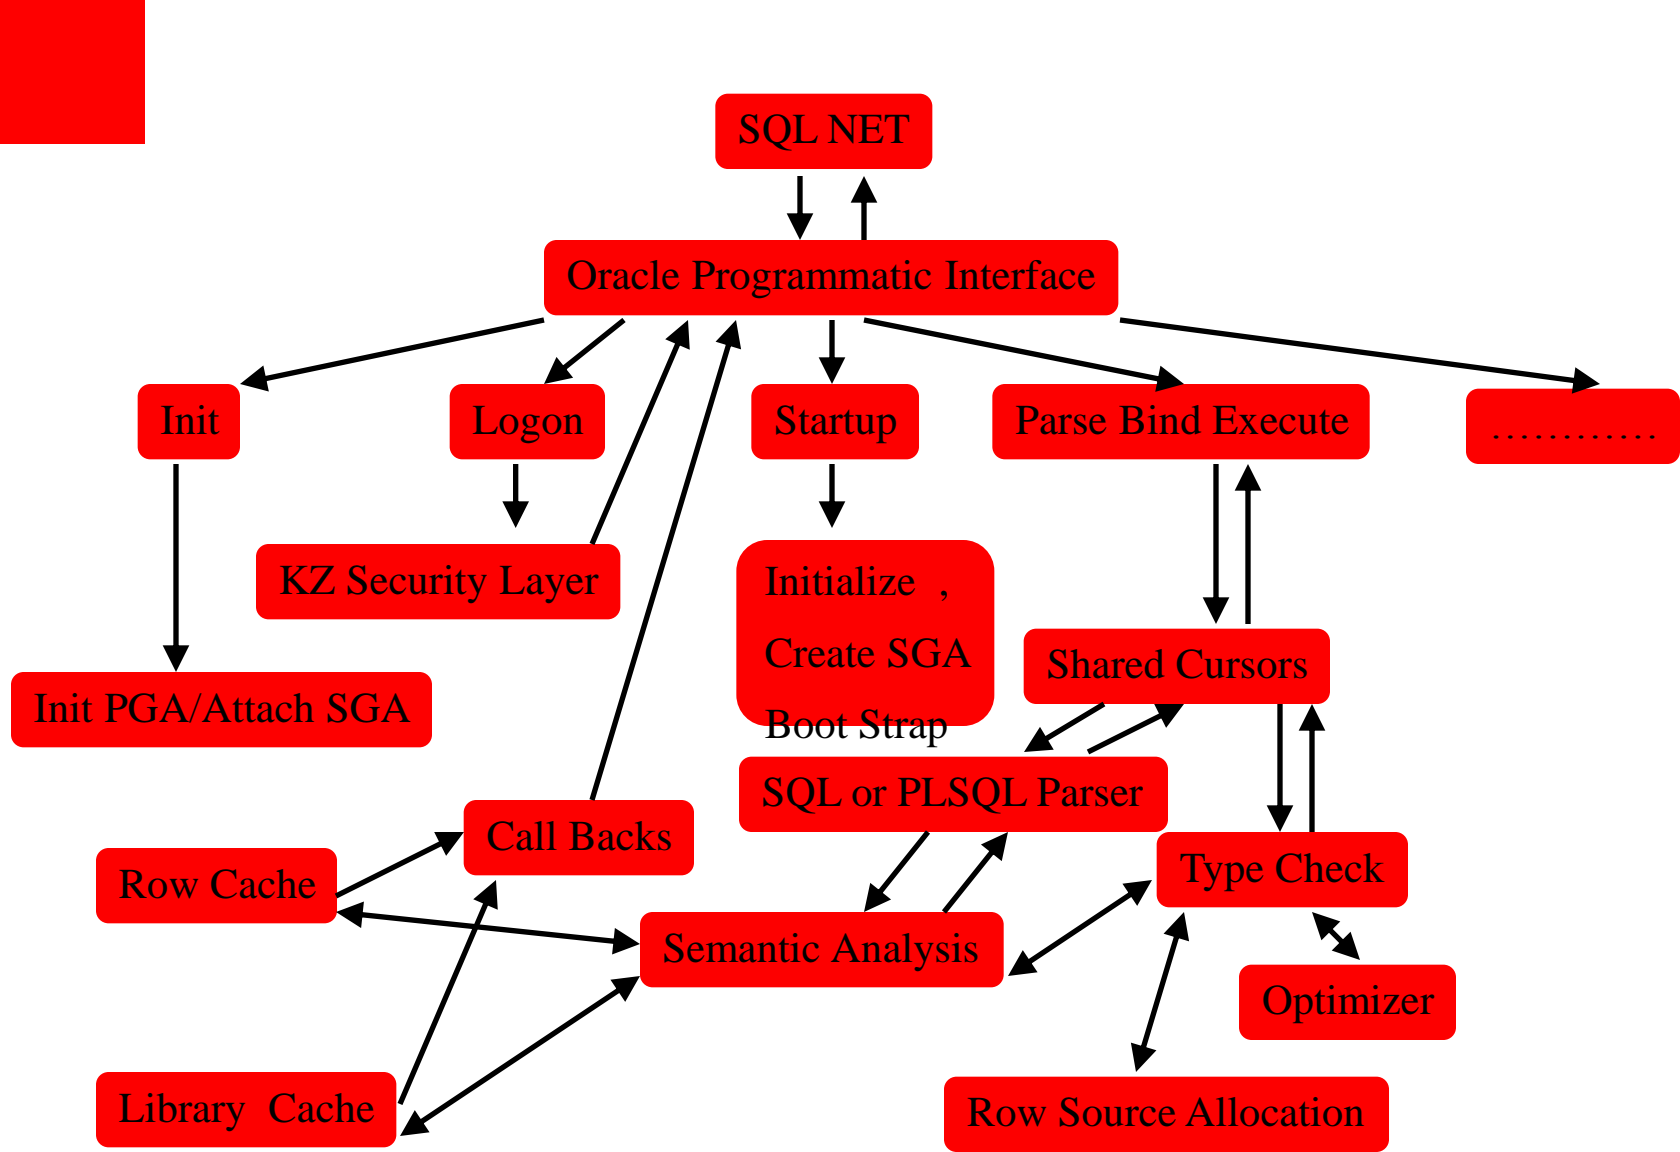 SQL NET
Oracle Programmatic Interface
Init
Logon
Startup
Parse Bind Execute
............
KZ Security Layer
Initialize ,
Create SGA
Boot Strap
Shared Cursors
Init PGA/Attach SGA
SQL or PLSQL Parser
Call Backs
Row Cache
Type Check
Semantic Analysis
Optimizer
Library Cache
Row Source Allocation